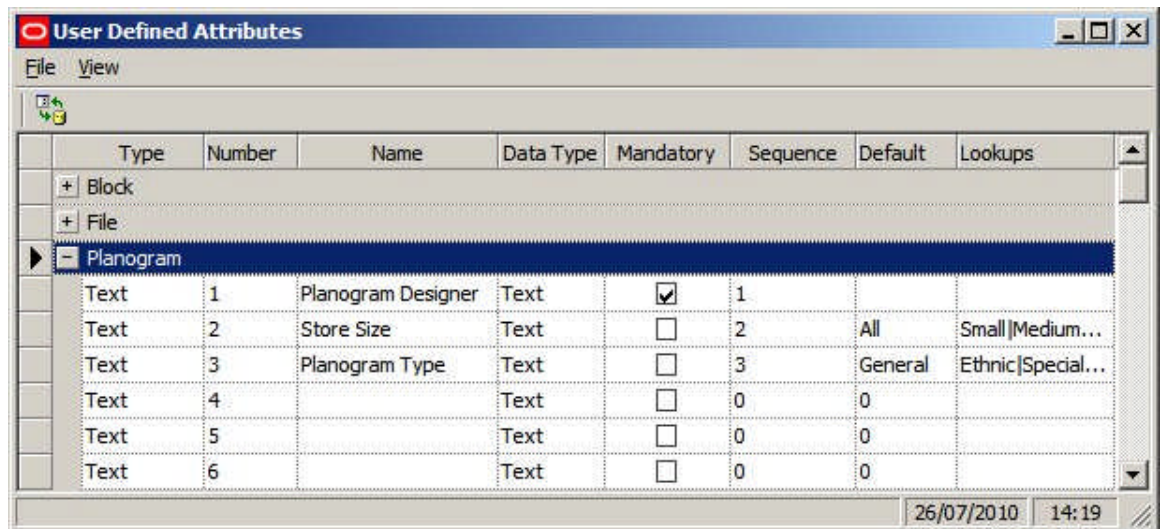 User Defined Attributes
File View
Type Number Name Data Type Mandatory Sequence Default Lookups
Block
File
Planogram
Text 1 Planogram Designer Text 1
Text 2 Store Size Text 2 All Small|Medium...
Text 3 Planogram Type Text 3 General Ethnic|Special...
Text 4 Text 0 0
Text 5 Text 0 0
Text 6 Text 0 0
26/07/2010 14:19